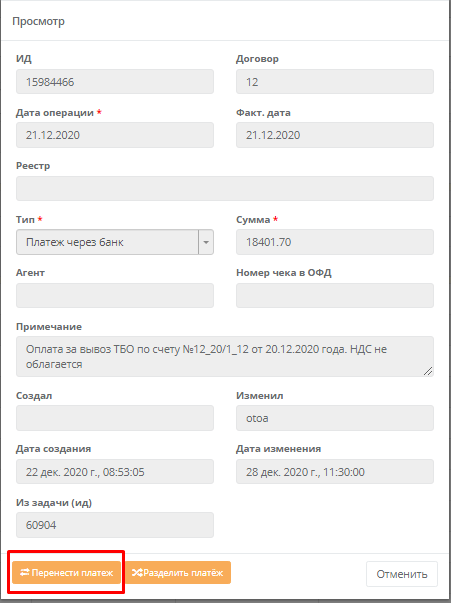 Просмотр
ИД Договор
15984466 12
Дата операции * Факт. дата
21.12.2020 21.12.2020
Реестр
Тип * Сумма *
Платеж через банк 18401.70
Агент Номер чека в ОФД
Примечание
Оплата за вывоз ТБО по счету №12_20/1_12 от 20.12.2020 года. НДС не
облагается
Создал Изменил
otoa
Дата создания Дата изменения
22 дек. 2020 г., 08:53:05 28 дек. 2020 г., 11:30:00
Из задачи (ид)
60904
Перенести платеж Разделить платёж Отменить